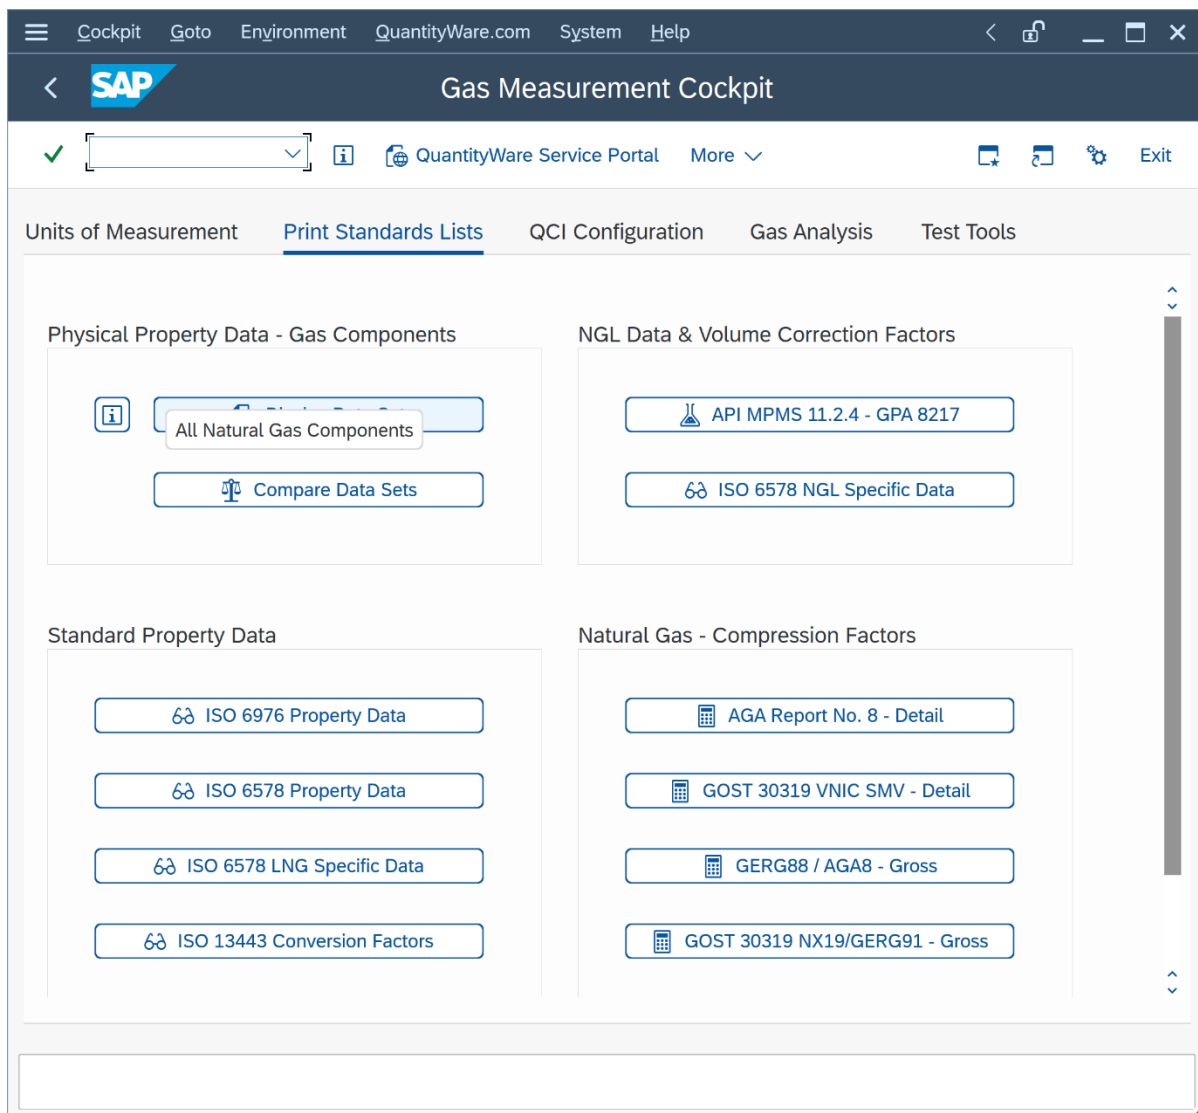 Cockpit Goto Environment QuantityWare.com System Help
SAP Gas Measurement Cockpit
QuantityWare Service Portal More Exit
Units of Measurement Print Standards Lists QCI Configuration Gas Analysis Test Tools
Physical Property Data - Gas Components
All Natural Gas Components
Compare Data Sets
NGL Data & Volume Correction Factors
API MPMS 11.2.4 - GPA 8217
ISO 6578 NGL Specific Data
Standard Property Data
ISO 6976 Property Data
ISO 6578 Property Data
ISO 6578 LNG Specific Data
ISO 13443 Conversion Factors
Natural Gas - Compression Factors
AGA Report No. 8 - Detail
GOST 30319 VNIC SMV - Detail
GERG88 / AGA8 - Gross
GOST 30319 NX19/GERG91 - Gross